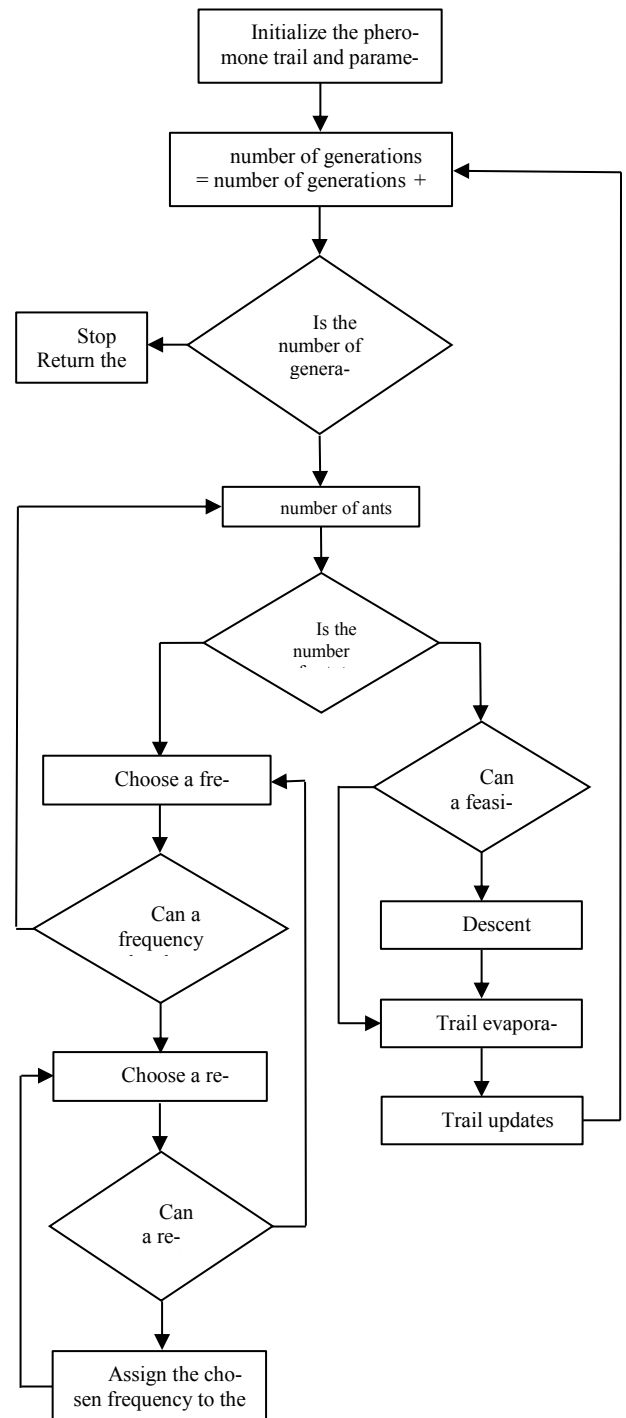 Initialize the phero-
mone trail and parame-
number of generations
= number of generations +
Is the
number of
genera-
Stop
Return the
number of ants
Is the
number
Choose a fre-
Can
a feasi-
Can a
frequency
Descent
Trail evapora-
Choose a re-
Trail updates
Can
a re-
Assign the cho-
sen frequency to the